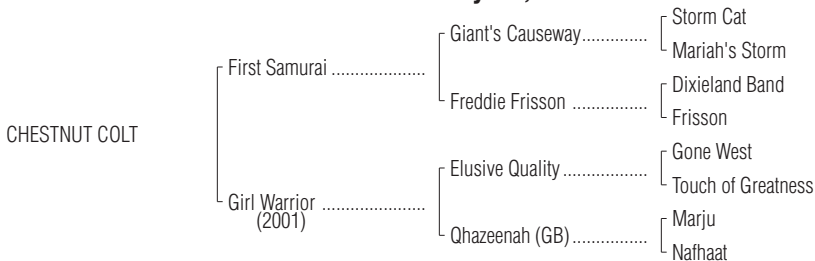 Storm Cat
Giant's Causeway..............
Mariah's Storm
First Samurai ....................
Dixieland Band
Freddie Frisson ................
Frisson
CHESTNUT COLT
Gone West
Elusive Quality..................
Touch of Greatness
Girl Warrior ......................
(2001)
Marju
Qhazeenah (GB)................
Nafhaat